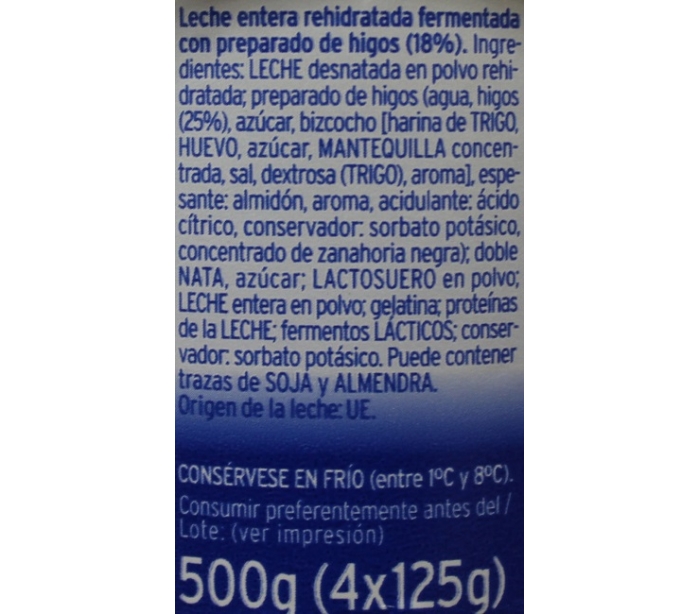 Leche entera rehidratada fermentada
con preparado de higos (18%). Ingre-
dientes: LECHE desnatada en polvo rehi-
dratada; preparado de higos (agua, higos
(25%), azúcar, bizcocho [harina de TRIGO,
HUEVO, azúcar, MANTEQUILLA concen-
trada, sal, dextrosa (TRIGO), aroma], espe-
sante: almidón, aroma, acidulante: ácido
cítrico, conservador: sorbato potásico,
concentrado de zanahoria negra); doble
NATA, azúcar; LACTOSUERO en polvo;
LECHE entera en polvo; gelatina; proteínas
de la LECHE; fermentos LÁCTICOS; conser-
vador: sorbato potásico. Puede contener
trazas de SOJA y ALMENDRA.
Origen de la leche: UE.
CONSÉRVESE EN FRÍO (entre 1ºC y 8ºC).
Consumir preferentemente antes del /
Lote: (ver impresión)
500g (4x125g)